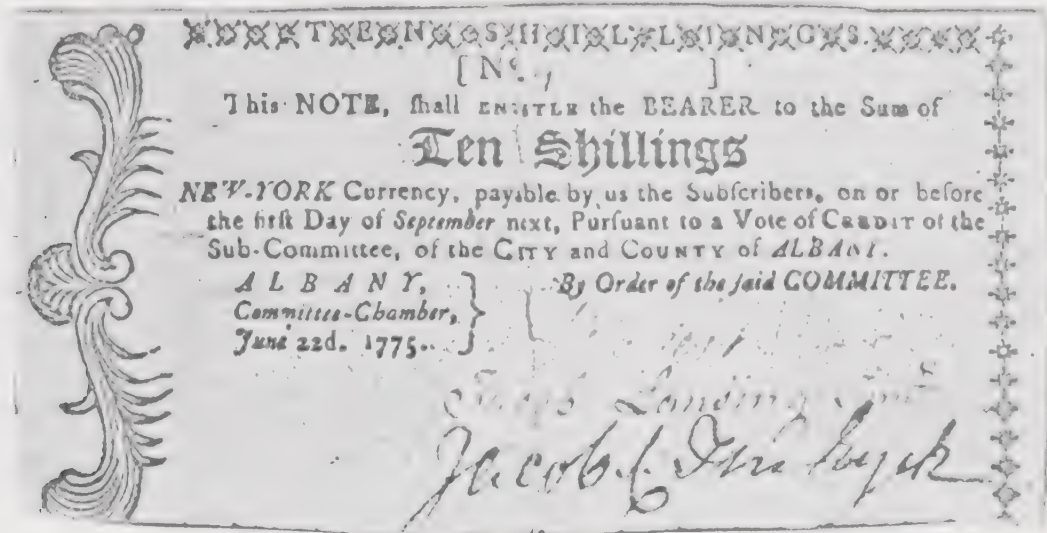 TEN SHILLINGS.
[No. ]
This NOTE, ſhall ENTITLE the BEARER to the Sum of
Ten Shillings
NEW-YORK Currency, payable by us the Subſcribers, on or before
the firſt Day of September next, Purſuant to a Vote of CREDIT of the
Sub-Committee, of the CITY and COUNTY of ALBANY.
ALBANY,
Committee-Chamber,
June 22d. 1775.
By Order of the ſaid COMMITTEE.
Jacob Lansing
Jacob C Ten Eyck